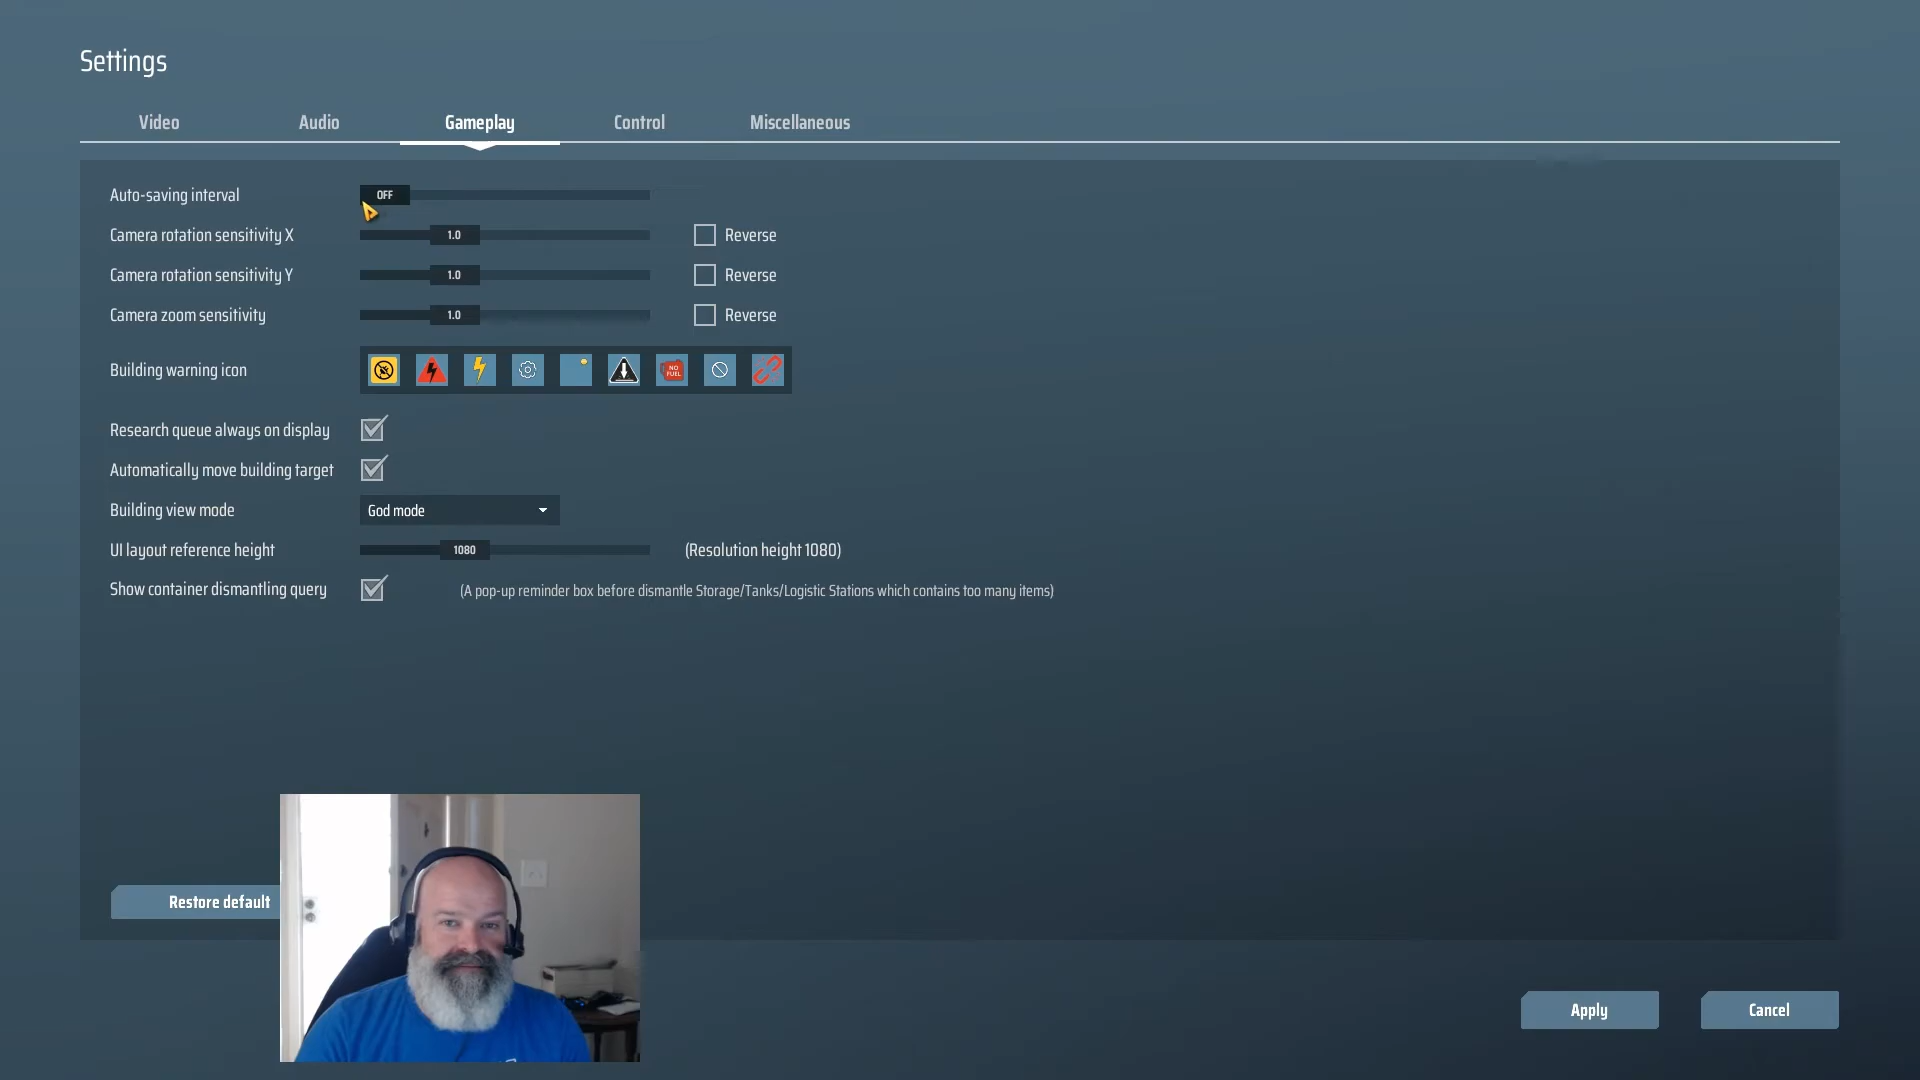 Settings
Video Audio Gameplay Control Miscellaneous
Auto-saving interval OFF
Camera rotation sensitivity X 1.0 Reverse
Camera rotation sensitivity Y 1.0 Reverse
Camera zoom sensitivity 1.0 Reverse
Building warning icon NO FUEL
Research queue always on display
Automatically move building target
Building view mode God mode
UI layout reference height 1080 (Resolution height 1080)
Show container dismantling query (A pop-up reminder box before dismantle Storage/Tanks/Logistic Stations which contains too many items)
Restore default
Apply Cancel